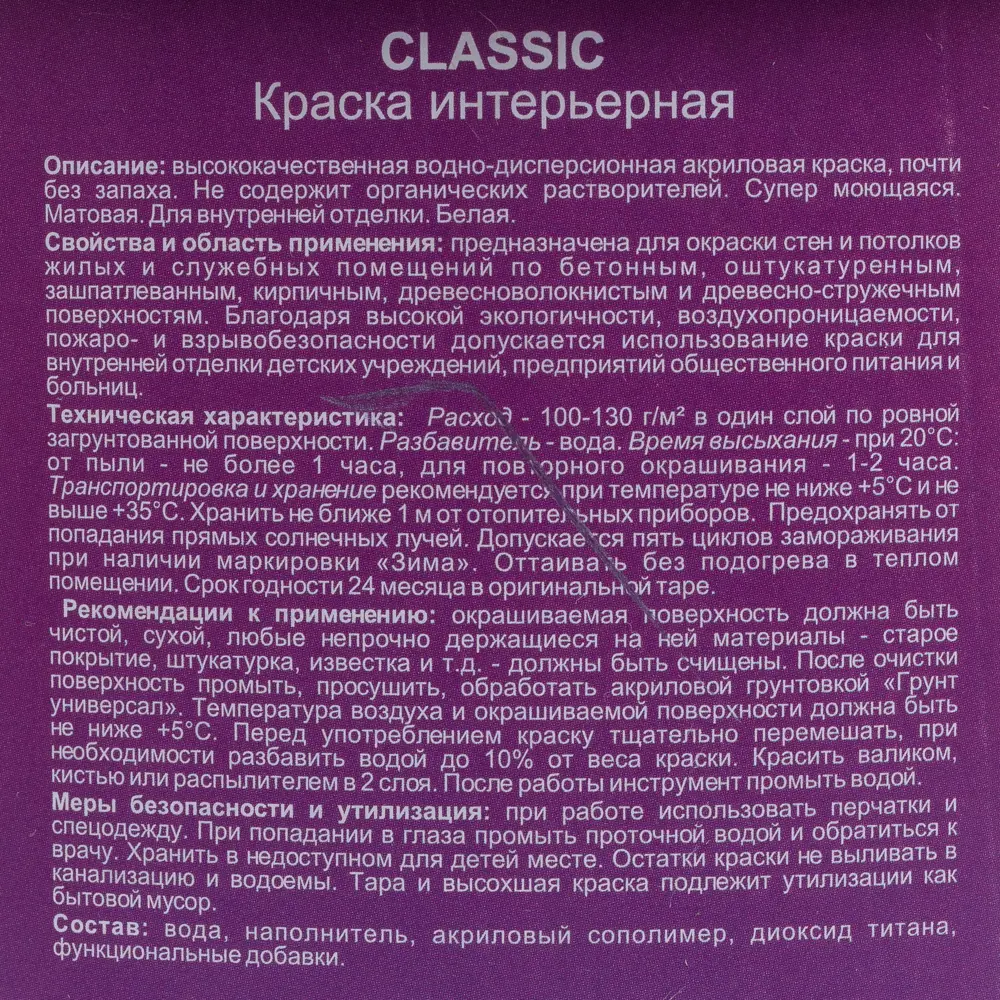 CLASSIC
Краска интерьерная
Описание: высококачественная водно-дисперсионная акриловая краска, почти
без запаха. Не содержит органических растворителей. Супер моющаяся.
Матовая. Для внутренней отделки. Белая.
Свойства и область применения: предназначена для окраски стен и потолков
жилых и служебных помещений по бетонным, оштукатуренным,
зашпатлеванным, кирпичным, древесноволокнистым и древесно-стружечным
поверхностям. Благодаря высокой экологичности, воздухопроницаемости,
пожаро- и взрывобезопасности допускается использование краски для
внутренней отделки детских учреждений, предприятий общественного питания и
больниц.
Техническая характеристика: Расход - 100-130 г/м² в один слой по ровной
загрунтованной поверхности. Разбавитель - вода. Время высыхания - при 20°С:
от пыли - не более 1 часа, для повторного окрашивания - 1-2 часа.
Транспортировка и хранение рекомендуется при температуре не ниже +5°С и не
выше +35°С. Хранить не ближе 1 м от отопительных приборов. Предохранять от
попадания прямых солнечных лучей. Допускается пять циклов замораживания
при наличии маркировки «Зима». Оттаивать без подогрева в теплом
помещении. Срок годности 24 месяца в оригинальной таре.
Рекомендации к применению: окрашиваемая поверхность должна быть
чистой, сухой, любые непрочно держащиеся на ней материалы - старое
покрытие, штукатурка, известка и т.д. - должны быть счищены. После очистки
поверхность промыть, просушить, обработать акриловой грунтовкой «Грунт
универсал». Температура воздуха и окрашиваемой поверхности должна быть
не ниже +5°С. Перед употреблением краску тщательно перемешать, при
необходимости разбавить водой до 10% от веса краски. Красить валиком,
кистью или распылителем в 2 слоя. После работы инструмент промыть водой.
Меры безопасности и утилизация: при работе использовать перчатки и
спецодежду. При попадании в глаза промыть проточной водой и обратиться к
врачу. Хранить в недоступном для детей месте. Остатки краски не выливать в
канализацию и водоемы. Тара и высохшая краска подлежит утилизации как
бытовой мусор.
Состав: вода, наполнитель, акриловый сополимер, диоксид титана,
функциональные добавки.